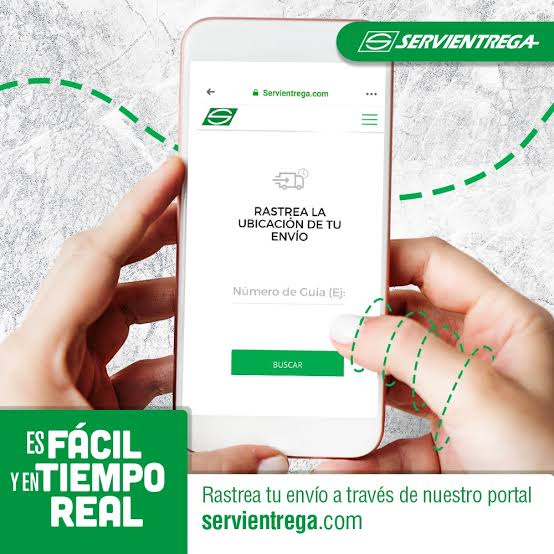 SERVIENTREGA
Servientrega.com
RASTREA LA
UBICACIÓN DE TU
ENVÍO
Número de Guía (Ej:
BUSCAR
ES FÁCIL
Y EN TIEMPO
REAL
Rastrea tu envío a través de nuestro portal
servientrega.com